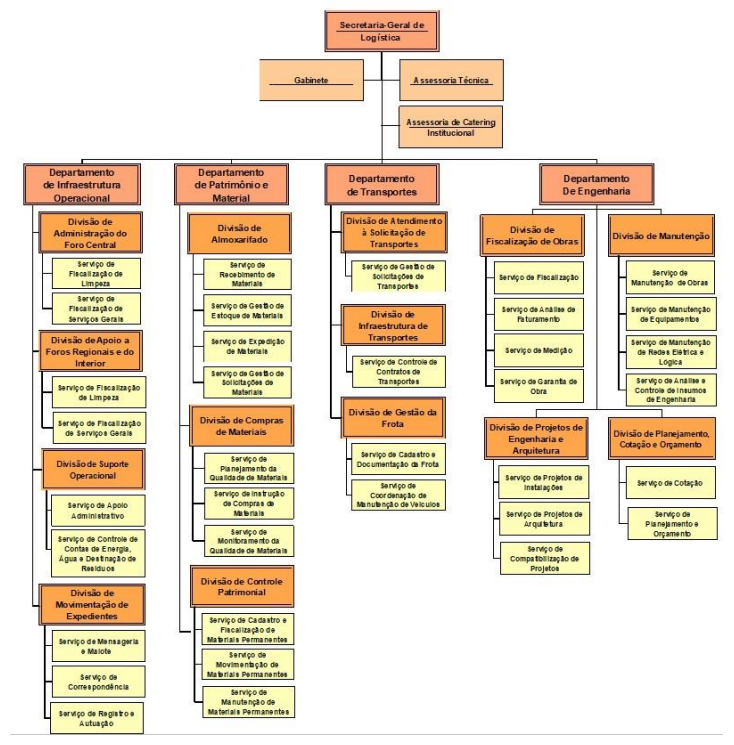 Secretaria-Geral de
Logística
Gabinete
Assessoria Técnica
Assessoria de Catering
Institucional
Departamento
de Infraestrutura
Operacional
Divisão de
Administração do
Foro Central
Serviço de
Fiscalização de
Limpeza
Serviço de
Fiscalização de
Serviços Gerais
Divisão de Apoio a
Foros Regionais e do
Interior
Serviço de Fiscalização
de Limpeza
Serviço de Fiscalização
de Serviços Gerais
Divisão de Suporte
Operacional
Serviço de Apoio
Administrativo
Serviço de Controle de
Contas de Energia,
Água e Destinação de
Resíduos
Divisão de
Movimentação de
Expedientes
Serviço de Mensageria
e Malote
Serviço de
Correspondência
Serviço de Registro e
Autuação
Departamento
de Patrimônio e
Material
Divisão de
Almoxarifado
Serviço de
Recebimento de
Materiais
Serviço de Gestão de
Estoque de Materiais
Serviço de Expedição
de Materiais
Serviço de Gestão de
Solicitações de
Materiais
Divisão de Compras
de Materiais
Serviço de
Planejamento da
Qualidade de Materiais
Serviço de Instrução
de Compras de
Materiais
Serviço de
Monitoramento da
Qualidade de Materiais
Divisão de Controle
Patrimonial
Serviço de Cadastro e
Fiscalização de
Materiais Permanentes
Serviço de
Movimentação de
Materiais Permanentes
Serviço de
Manutenção de
Materiais Permanentes
Departamento
de Transportes
Divisão de Atendimento
à Solicitação de
Transportes
Serviço de Gestão de
Solicitações de
Transportes
Divisão de
Infraestrutura de
Transportes
Serviço de Controle de
Contratos de
Transportes
Divisão de Gestão da
Frota
Serviço de Cadastro e
Documentação da Frota
Serviço de
Coordenação de
Manutenção de Veículos
Departamento
De Engenharia
Divisão de
Fiscalização de Obras
Serviço de Fiscalização
Serviço de Análise de
Faturamento
Serviço de Medição
Serviço de Garantia de
Obra
Divisão de Manutenção
Serviço de
Manutenção de Obras
Serviço de Manutenção
de Equipamentos
Serviço de Manutenção
de Redes Elétrica e
Lógica
Serviço de Análise e
Controle de Insumos
de Engenharia
Divisão de Projetos de
Engenharia e
Arquitetura
Serviço de Projetos de
Instalações
Serviço de Projetos de
Arquitetura
Serviço de
Compatibilização de
Projetos
Divisão de Planejamento,
Cotação e Orçamento
Serviço de Cotação
Serviço de
Planejamento e
Orçamento